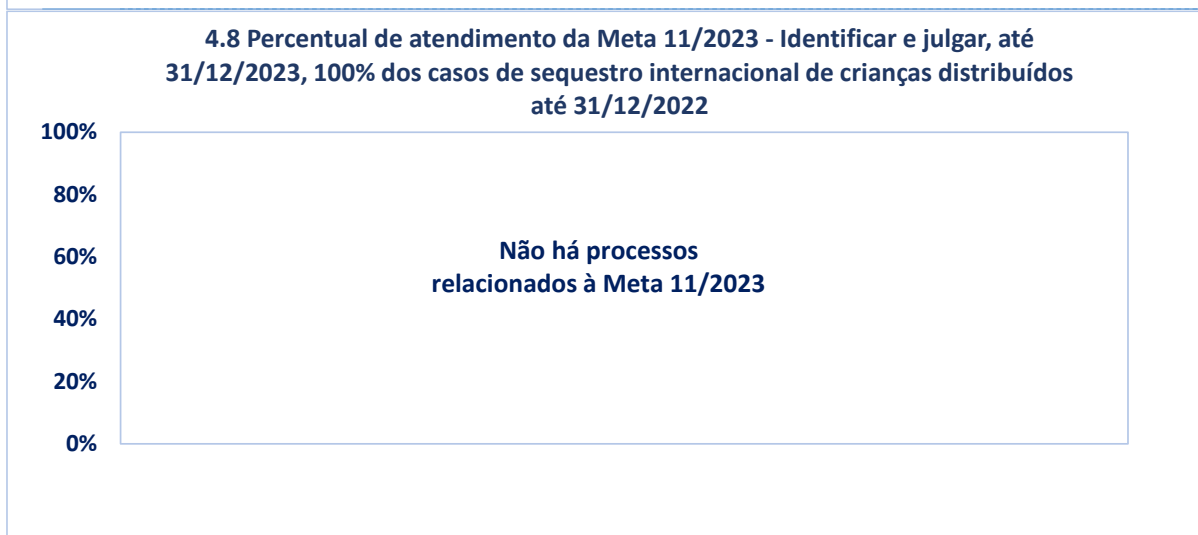 4.8 Percentual de atendimento da Meta 11/2023 - Identificar e julgar, até
31/12/2023, 100% dos casos de sequestro internacional de crianças distribuídos
até 31/12/2022
100%
80%
60%
40%
20%
0%
Não há processos
relacionados à Meta 11/2023